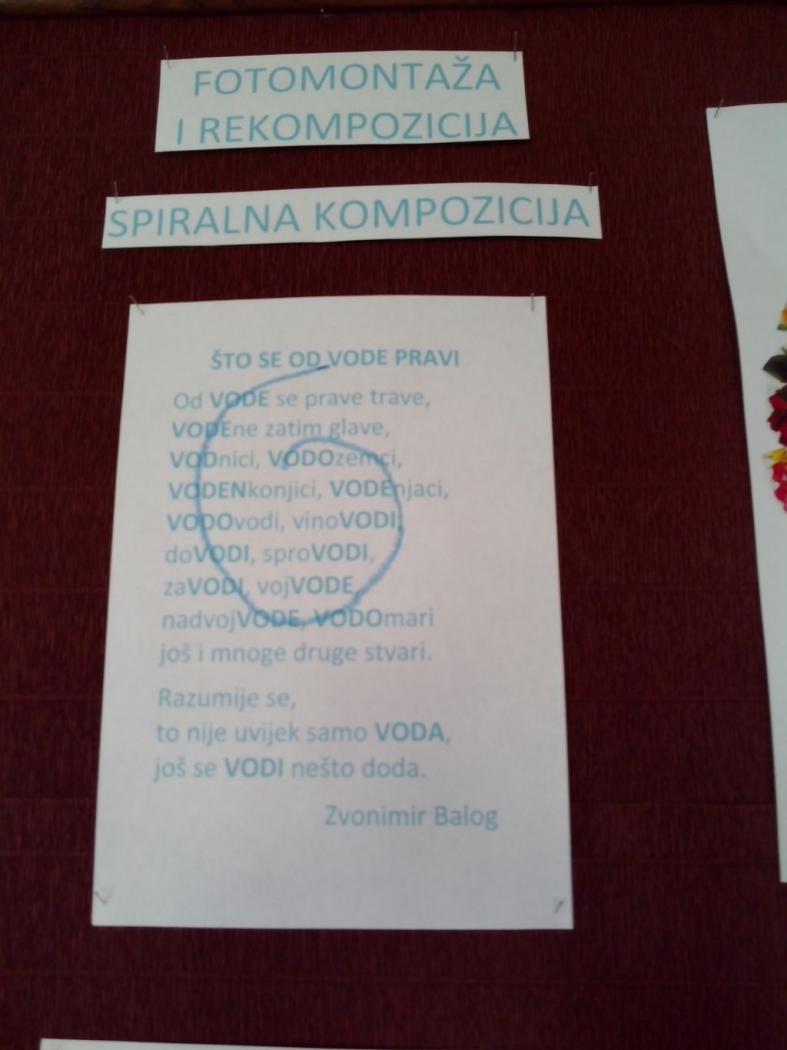 FOTOMONTAŽA
I REKOMPOZICIJA
SPIRALNA KOMPOZICIJA
ŠTO SE OD VODE PRAVI
Od VODE se prave trave,
VODEne zatim glave,
VODnici, VODOzemci,
VODENkonjici, VODEnjaci,
VODOvodi, vinoVODI,
doVODI, sproVODI,
zaVODI, vojVODE
nadvojVODE, VODOmari
još i mnoge druge stvari.
Razumije se,
to nije uvijek samo VODA,
još se VODI nešto doda.
Zvonimir Balog